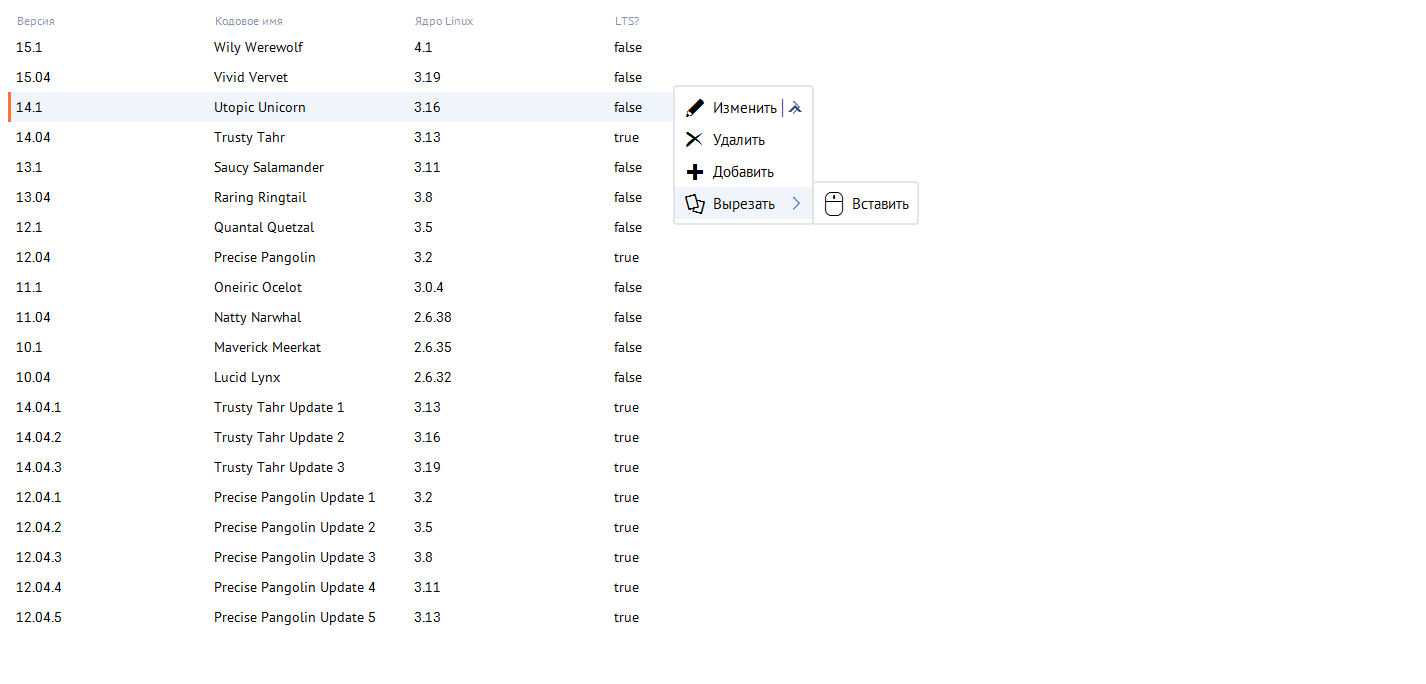 Версия Кодовое имя Ядро Linux LTS?
15.1 Wily Werewolf 4.1 false
15.04 Vivid Vervet 3.19 false
14.1 Utopic Unicorn 3.16 false Изменить
14.04 Trusty Tahr 3.13 true Удалить
13.1 Saucy Salamander 3.11 false Добавить
13.04 Raring Ringtail 3.8 false Вырезать Вставить
12.1 Quantal Quetzal 3.5 false
12.04 Precise Pangolin 3.2 true
11.1 Oneiric Ocelot 3.0.4 false
11.04 Natty Narwhal 2.6.38 false
10.1 Maverick Meerkat 2.6.35 false
10.04 Lucid Lynx 2.6.32 false
14.04.1 Trusty Tahr Update 1 3.13 true
14.04.2 Trusty Tahr Update 2 3.16 true
14.04.3 Trusty Tahr Update 3 3.19 true
12.04.1 Precise Pangolin Update 1 3.2 true
12.04.2 Precise Pangolin Update 2 3.5 true
12.04.3 Precise Pangolin Update 3 3.8 true
12.04.4 Precise Pangolin Update 4 3.11 true
12.04.5 Precise Pangolin Update 5 3.13 true